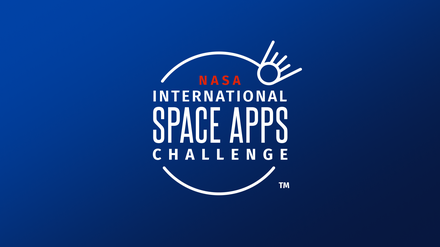 NASA
INTERNATIONAL
SPACE APPS
CHALLENGE
TM